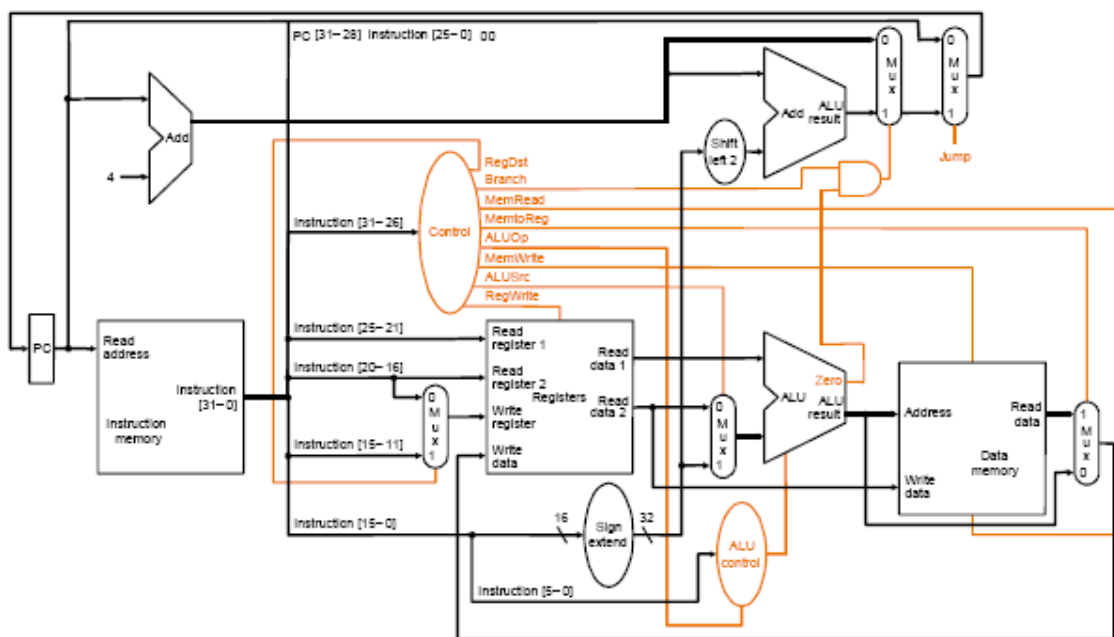 PC [31–28] Instruction [25–0] 00
0
M
u
x
1
0
M
u
x
1
Add
4
Add
ALU
result
Shift
left 2
Jump
RegDst
Branch
MemRead
MemtoReg
ALUOp
MemWrite
ALUSrc
RegWrite
Instruction [31–26]
Control
PC
Read
address
Instruction
[31–0]
Instruction
memory
Instruction [25–21]
Instruction [20–16]
Instruction [15–11]
0
M
u
x
1
Read
register 1
Read
register 2
Write
register
Write
data
Registers
Read
data 1
Read
data 2
0
M
u
x
1
Zero
ALU
ALU
result
Address
Write
data
Read
data
Data
memory
1
M
u
x
0
Instruction [15–0]
16
Sign
extend
32
ALU
control
Instruction [5–0]